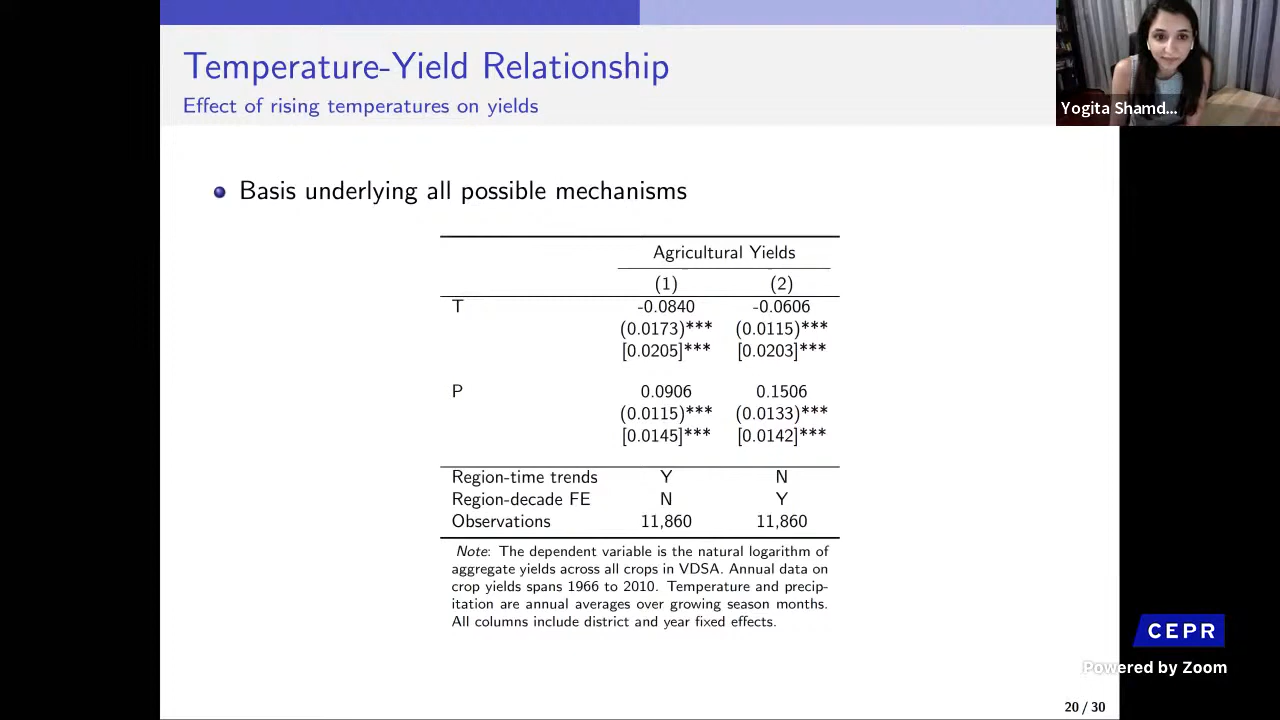 Temperature-Yield Relationship
Effect of rising temperatures on yields
Yogita Shamd...
Basis underlying all possible mechanisms
Agricultural Yields
(1) (2)
T -0.0840 -0.0606
(0.0173)*** (0.0115)***
[0.0205]*** [0.0203]***
P 0.0906 0.1506
(0.0115)*** (0.0133)***
[0.0145]*** [0.0142]***
Region-time trends Y N
Region-decade FE N Y
Observations 11,860 11,860
Note: The dependent variable is the natural logarithm of
aggregate yields across all crops in VDSA. Annual data on
crop yields spans 1966 to 2010. Temperature and precip-
itation are annual averages over growing season months.
All columns include district and year fixed effects.
CEPR
Powered by Zoom
20 / 30